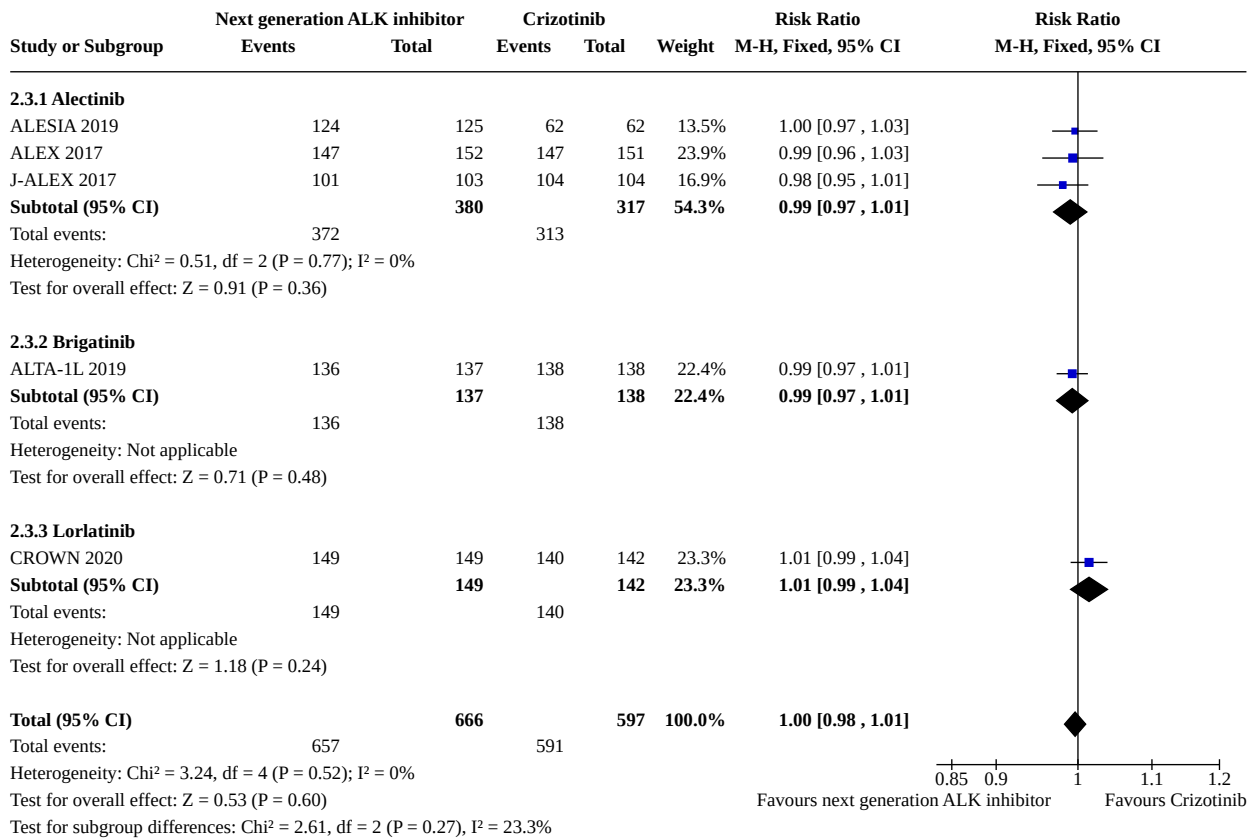 Next generation ALK inhibitor Crizotinib Risk Ratio Risk Ratio
Study or Subgroup Events Total Events Total Weight M-H, Fixed, 95% CI M-H, Fixed, 95% CI
2.3.1 Alectinib
ALESIA 2019 124 125 62 62 13.5% 1.00 [0.97 , 1.03]
ALEX 2017 147 152 147 151 23.9% 0.99 [0.96 , 1.03]
J-ALEX 2017 101 103 104 104 16.9% 0.98 [0.95 , 1.01]
Subtotal (95% CI) 380 317 54.3% 0.99 [0.97 , 1.01]
Total events: 372 313
Heterogeneity: Chi² = 0.51, df = 2 (P = 0.77); I² = 0%
Test for overall effect: Z = 0.91 (P = 0.36)
2.3.2 Brigatinib
ALTA-1L 2019 136 137 138 138 22.4% 0.99 [0.97 , 1.01]
Subtotal (95% CI) 137 138 22.4% 0.99 [0.97 , 1.01]
Total events: 136 138
Heterogeneity: Not applicable
Test for overall effect: Z = 0.71 (P = 0.48)
2.3.3 Lorlatinib
CROWN 2020 149 149 140 142 23.3% 1.01 [0.99 , 1.04]
Subtotal (95% CI) 149 142 23.3% 1.01 [0.99 , 1.04]
Total events: 149 140
Heterogeneity: Not applicable
Test for overall effect: Z = 1.18 (P = 0.24)
Total (95% CI) 666 597 100.0% 1.00 [0.98 , 1.01]
Total events: 657 591
Heterogeneity: Chi² = 3.24, df = 4 (P = 0.52); I² = 0%
0.85 0.9 1 1.1 1.2
Test for overall effect: Z = 0.53 (P = 0.60) Favours next generation ALK inhibitor Favours Crizotinib
Test for subgroup differences: Chi² = 2.61, df = 2 (P = 0.27), I² = 23.3%